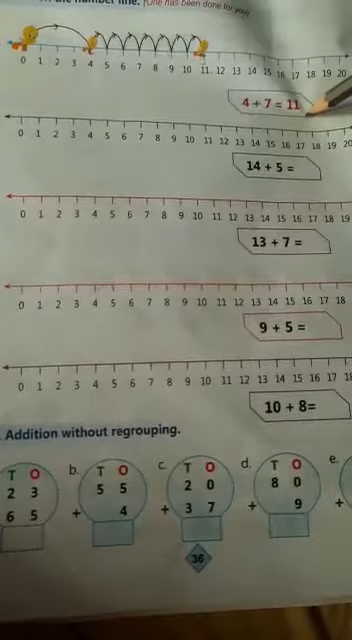 the number line. (One has been done for you)
0 1 2 3 4 5 6 7 8 9 10 11 12 13 14 15 16 17 18 19 20
4 + 7 = 11
0 1 2 3 4 5 6 7 8 9 10 11 12 13 14 15 16 17 18 19 20
14 + 5 =
0 1 2 3 4 5 6 7 8 9 10 11 12 13 14 15 16 17 18 19
13 + 7 =
0 1 2 3 4 5 6 7 8 9 10 11 12 13 14 15 16 17 18
9 + 5 =
0 1 2 3 4 5 6 7 8 9 10 11 12 13 14 15 16 17 18
10 + 8=
Addition without regrouping.
b. c. d. e.
T O T O T O T O
2 3 5 5 2 0 8 0
6 5 + 4 + 3 7 + 9 +
36